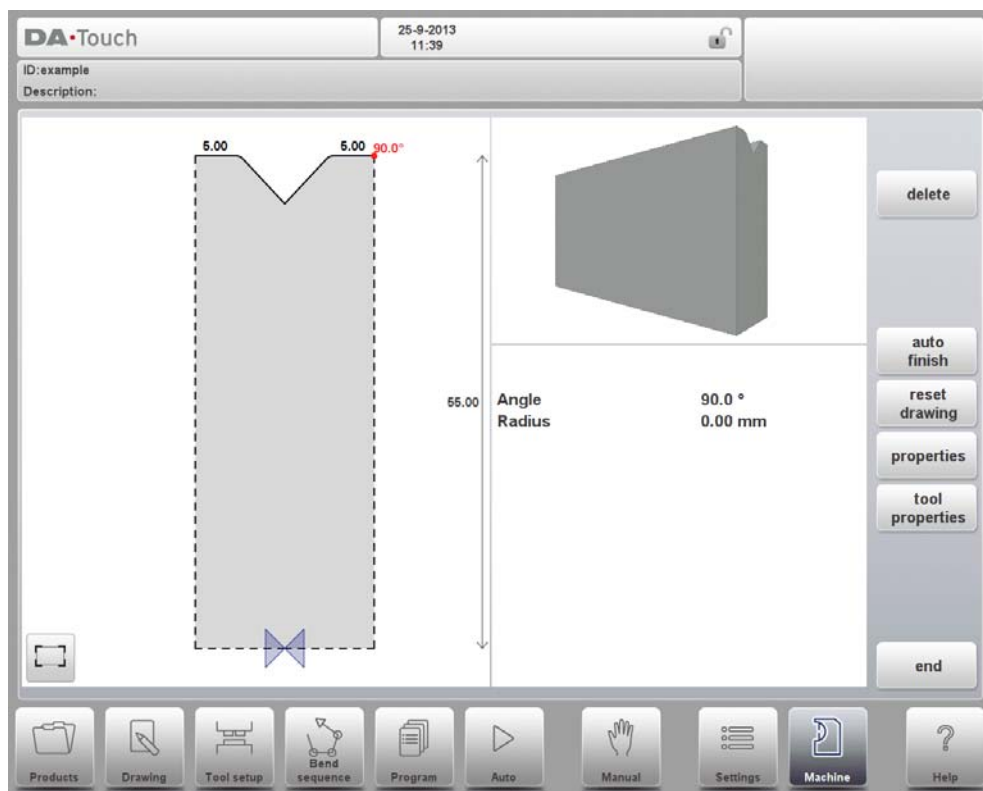 DA•Touch
25-9-2013
11:39
ID:example
Description:
5.00
5.00
90.0°
55.00
Angle 90.0 °
Radius 0.00 mm
delete
auto
finish
reset
drawing
properties
tool
properties
end
Products
Drawing
Tool setup
Bend
sequence
Program
Auto
Manual
Settings
Machine
?
Help